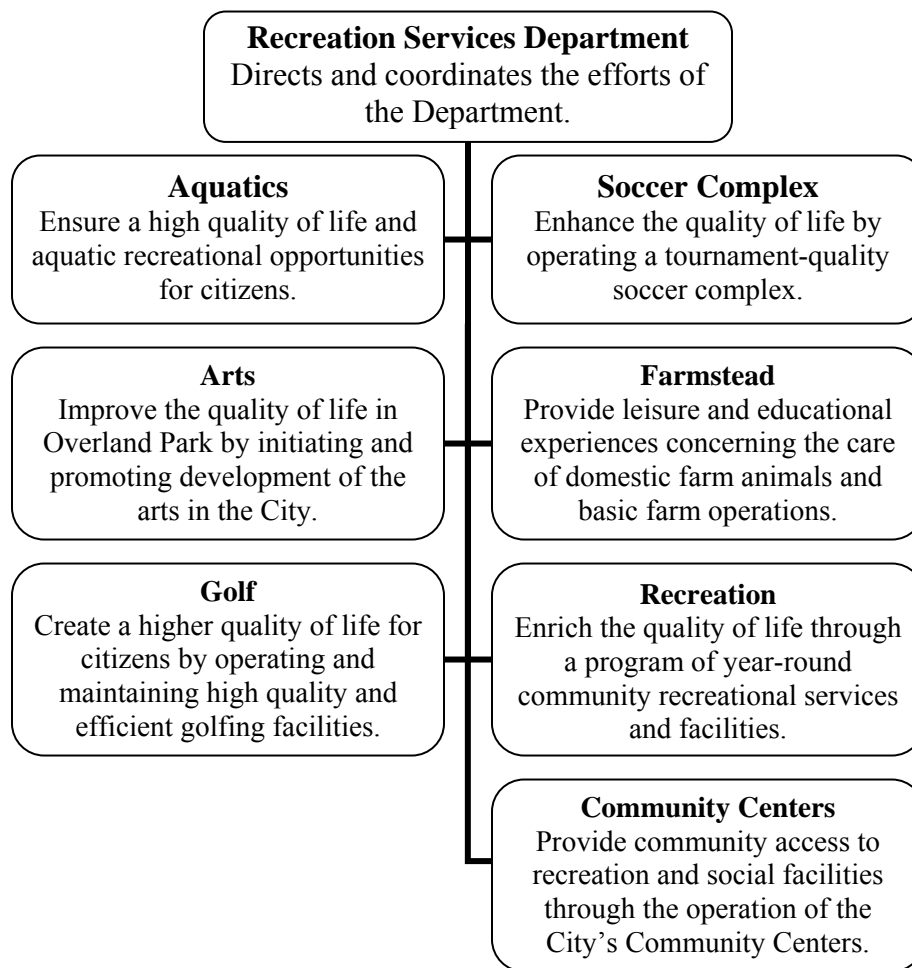 Recreation Services Department
Directs and coordinates the efforts of
the Department.
Aquatics
Ensure a high quality of life and
aquatic recreational opportunities
for citizens.
Soccer Complex
Enhance the quality of life by
operating a tournament-quality
soccer complex.
Arts
Improve the quality of life in
Overland Park by initiating and
promoting development of the
arts in the City.
Farmstead
Provide leisure and educational
experiences concerning the care
of domestic farm animals and
basic farm operations.
Golf
Create a higher quality of life for
citizens by operating and
maintaining high quality and
efficient golfing facilities.
Recreation
Enrich the quality of life through
a program of year-round
community recreational services
and facilities.
Community Centers
Provide community access to
recreation and social facilities
through the operation of the
City’s Community Centers.